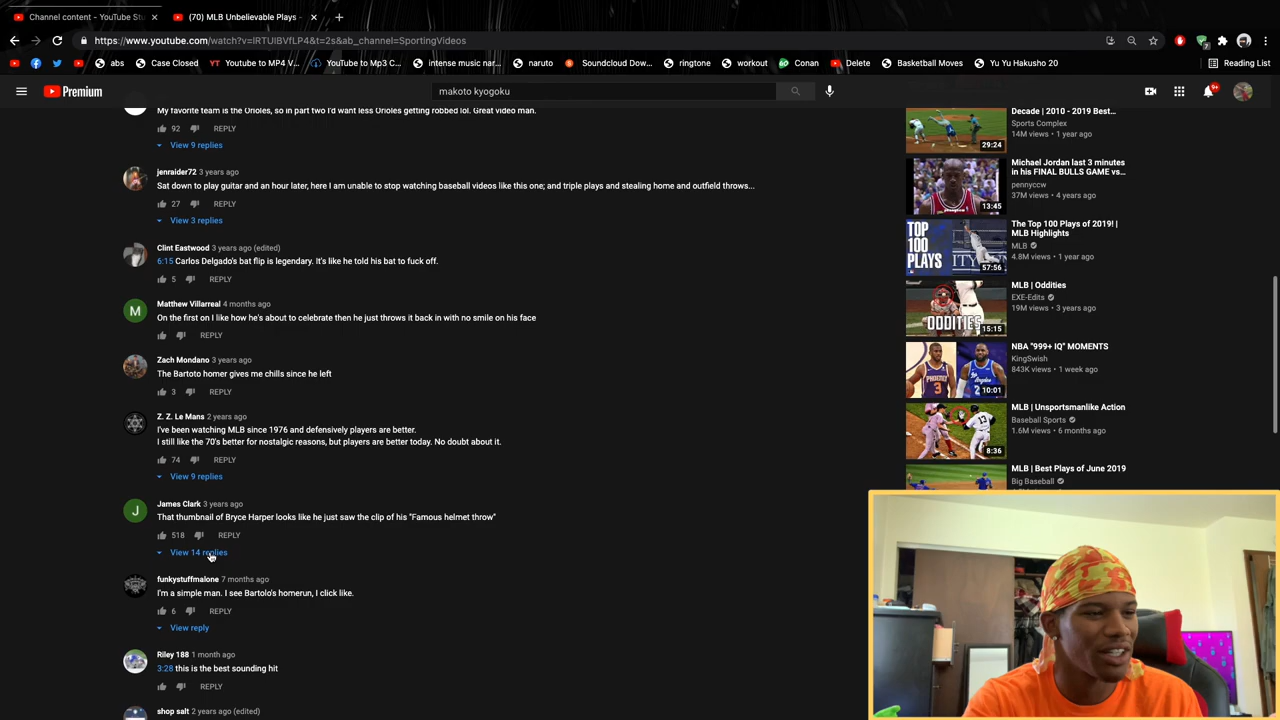 Channel content - YouTube Stu
(70) MLB Unbelievable Plays -
https://www.youtube.com/watch?v=lRTUIBVfLP4&t=2s&ab_channel=SportingVideos
abs
Case Closed
YT YouTube to MP4 V...
YouTube to Mp3 C...
intense music nar...
naruto
Soundcloud Dow...
ringtone
workout
GO Conan
Delete
Basketball Moves
Yu Yu Hakusho 20
Reading List
Premium
makoto kyogoku
9+
My favorite team is the Orioles, so in part two I'd want less Orioles getting robbed lol. Great video man.
92 REPLY
View 9 replies
jenraider72 3 years ago
Sat down to play guitar and an hour later, here I am unable to stop watching baseball videos like this one; and triple plays and stealing home and outfield throws...
27 REPLY
View 3 replies
Clint Eastwood 3 years ago (edited)
6:15 Carlos Delgado's bat flip is legendary. It's like he told his bat to fuck off.
5 REPLY
M
Matthew Villarreal 4 months ago
On the first on I like how he's about to celebrate then he just throws it back in with no smile on his face
REPLY
Zach Mondano 3 years ago
The Bartoto homer gives me chills since he left
3 REPLY
Z. Z. Le Mans 2 years ago
I've been watching MLB since 1976 and defensively players are better.
I still like the 70's better for nostalgic reasons, but players are better today. No doubt about it.
74 REPLY
View 9 replies
J
James Clark 3 years ago
That thumbnail of Bryce Harper looks like he just saw the clip of his "Famous helmet throw"
518 REPLY
View 14 replies
funkystuffmalone 7 months ago
I'm a simple man. I see Bartolo's homerun, I click like.
6 REPLY
View reply
Riley 188 1 month ago
3:28 this is the best sounding hit
REPLY
shop salt 2 years ago (edited)
Decade | 2010 - 2019 Best...
Sports Complex
14M views • 1 year ago
29:24
Michael Jordan last 3 minutes
in his FINAL BULLS GAME vs...
pennyccw
37M views • 4 years ago
13:45
The Top 100 Plays of 2019! |
MLB Highlights
MLB
4.8M views • 1 year ago
TOP
100
PLAYS
57:56
MLB | Oddities
EXE-Edits
19M views • 3 years ago
ODDITIES
15:15
NBA "999+ IQ" MOMENTS
KingSwish
843K views • 1 week ago
10:01
MLB | Unsportsmanlike Action
Baseball Sports
1.6M views • 6 months ago
13
8:36
MLB | Best Plays of June 2019
Big Baseball